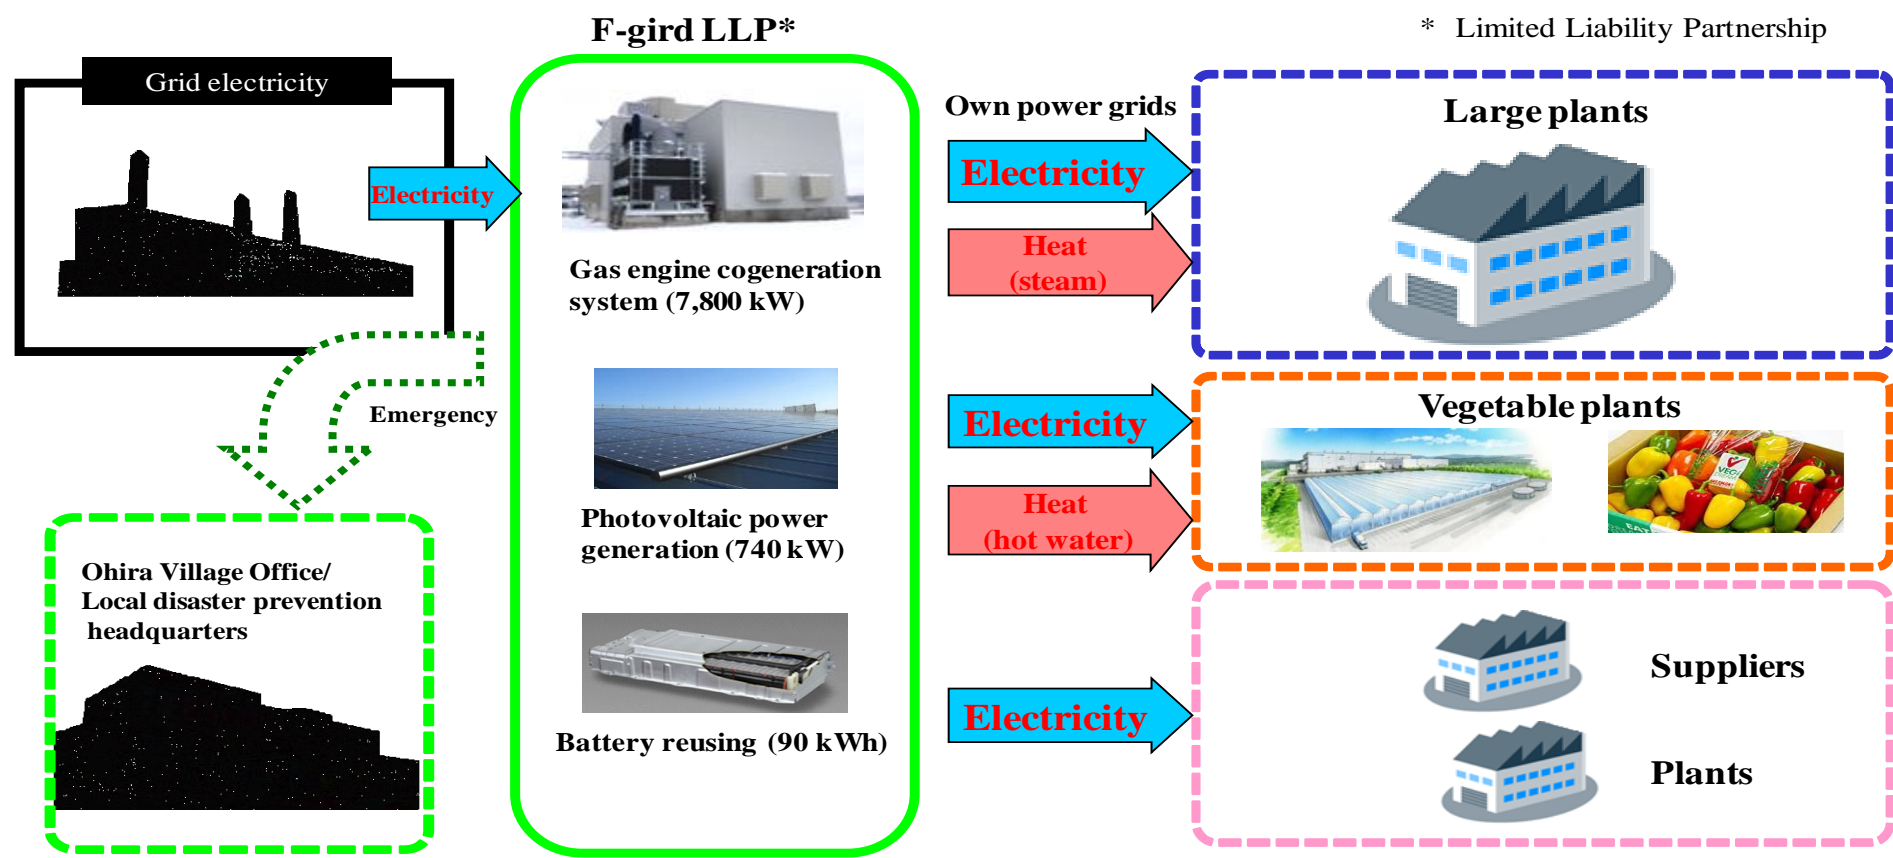 F-gird LLP*
* Limited Liability Partnership
Grid electricity
Electricity
Emergency
Ohira Village Office/
Local disaster prevention
headquarters
Gas engine cogeneration
system (7,800 kW)
Photovoltaic power
generation (740 kW)
Battery reusing (90 kWh)
Own power grids
Electricity
Heat
(steam)
Electricity
Heat
(hot water)
Electricity
Large plants
Vegetable plants
Suppliers
Plants